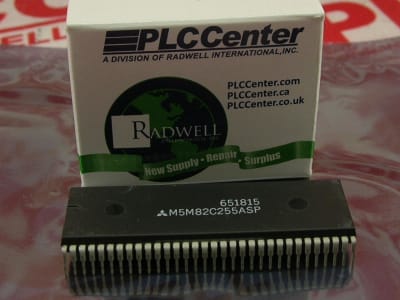 PLCCenter
A DIVISION OF RADWELL INTERNATIONAL, INC.
PLCCenter.com
PLCCenter.ca
PLCCenter.co.uk
RADWELL
New Supply · Repair · Surplus
651815
M5M82C255ASP